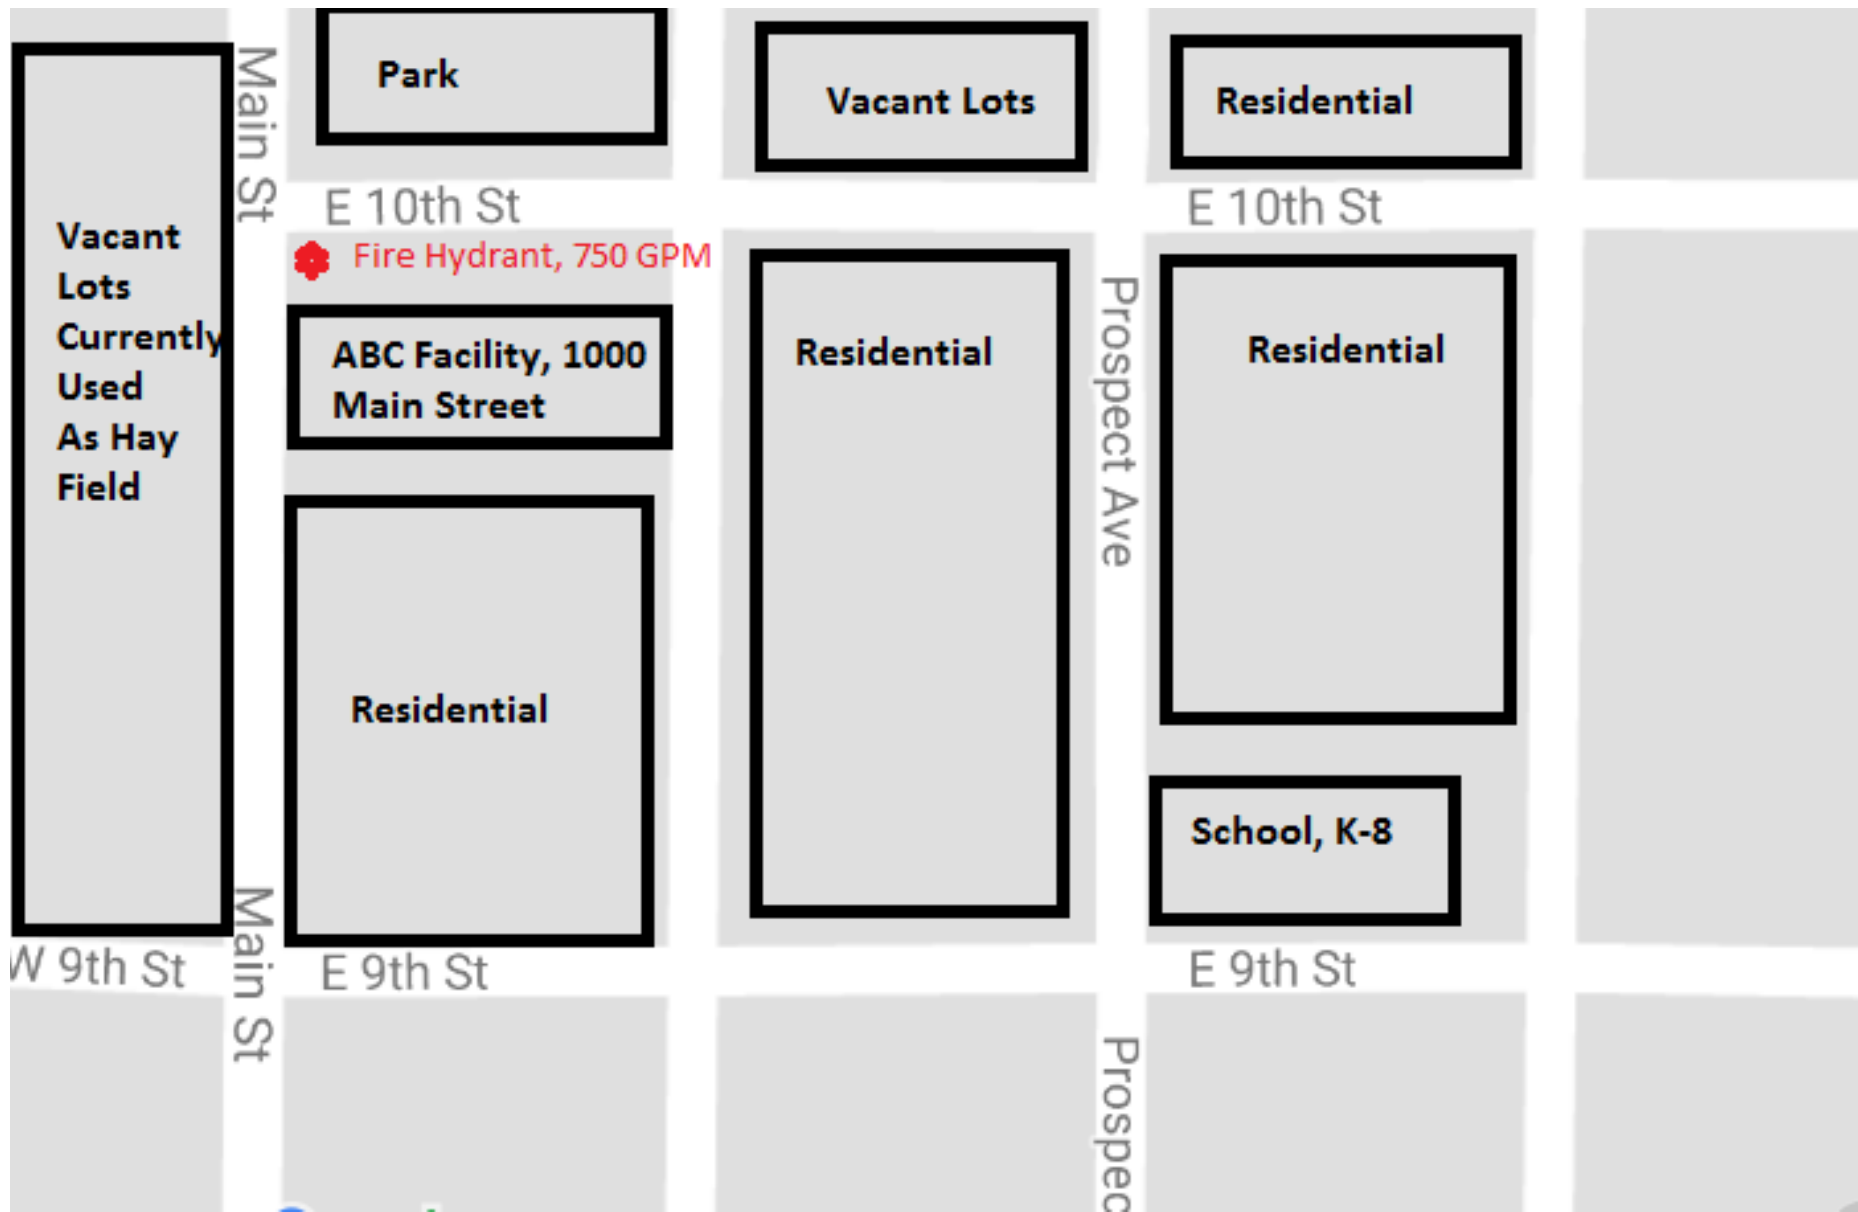 Main St
Park
Vacant Lots
Residential
Vacant
Lots
Currently
Used
As Hay
Field
E 10th St
E 10th St
Fire Hydrant, 750 GPM
ABC Facility, 1000
Main Street
Residential
Prospect Ave
Residential
Residential
School, K-8
Main St
W 9th St
E 9th St
E 9th St
Prospec